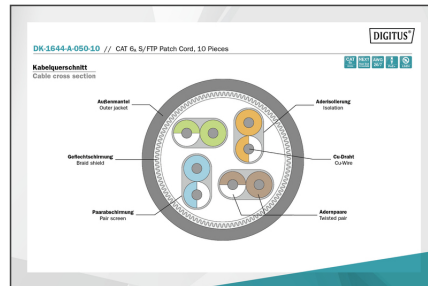 DIGITUS®
DK-1644-A-050-10 // CAT 6A S/FTP Patch Cord, 10 Pieces
Kabelquerschnitt
Cable cross section
Außenmantel
Outer jacket
Aderisolierung
Isolation
Geflechtschirmung
Braid shield
Cu-Draht
Cu-Wire
Paarabschirmung
Pair screen
Adernpaare
Twisted pair